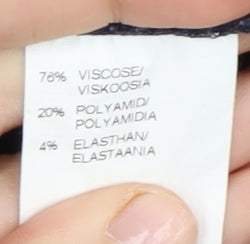 76% VISCOSE/
VISKOOSIA
20% POLYAMID/
POLYAMIDIA
4% ELASTHAN/
ELASTAANIA